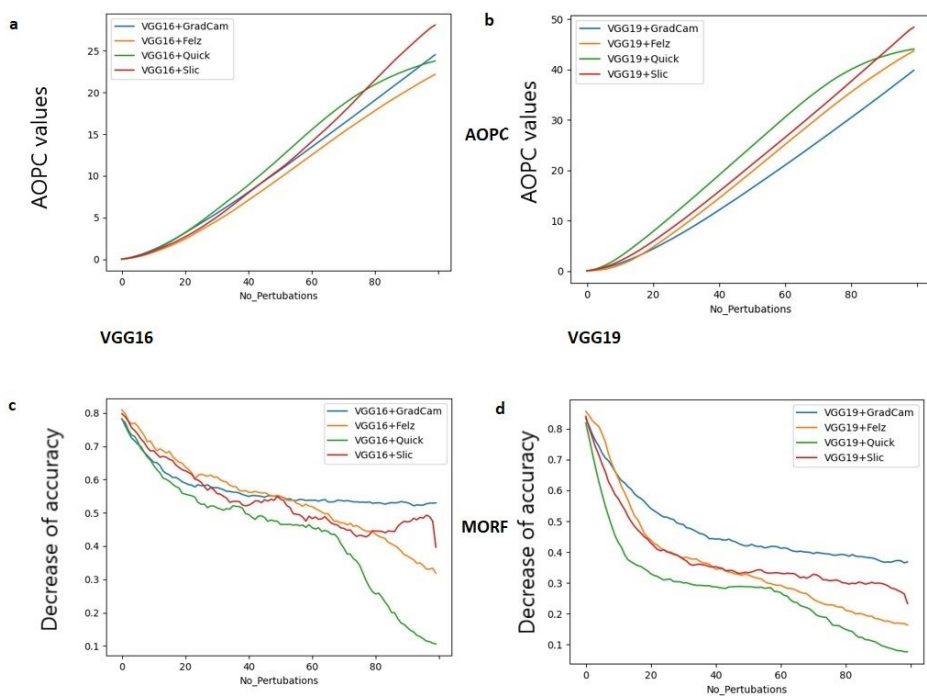 a
VGG16+GradCam
VGG16+Felz
VGG16+Quick
VGG16+Slic
25
20
15
10
5
0
AOPC values
0 20 40 60 80
No_Pertubations
VGG16
b
VGG19+GradCam
VGG19+Felz
VGG19+Quick
VGG19+Slic
50
40
30
20
10
0
AOPC values
AOPC
0 20 40 60 80
No_Pertubations
VGG19
c
VGG16+GradCam
VGG16+Felz
VGG16+Quick
VGG16+Slic
0.8
0.7
0.6
0.5
0.4
0.3
0.2
0.1
Decrease of accuracy
0 20 40 60 80
No_Pertubations
d
VGG19+GradCam
VGG19+Felz
VGG19+Quick
VGG19+Slic
0.8
0.7
0.6
0.5
0.4
0.3
0.2
0.1
Decrease of accuracy
MORF
0 20 40 60 80
No_Pertubations